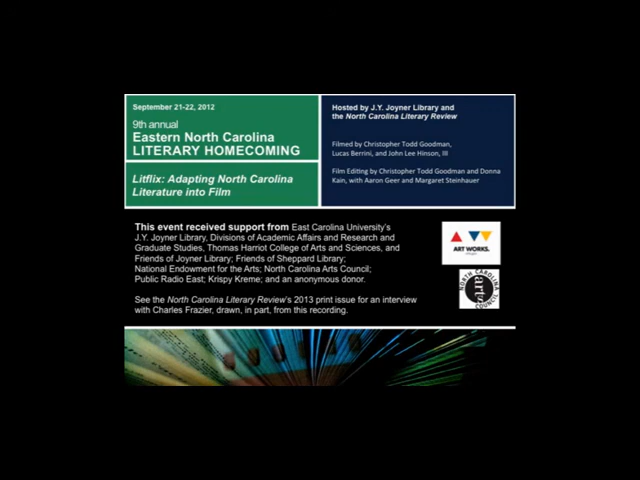 September 21-22, 2012
9th annual
Eastern North Carolina
LITERARY HOMECOMING
Litflix: Adapting North Carolina
Literature into Film
Hosted by J.Y. Joyner Library and
the North Carolina Literary Review
Filmed by Christopher Todd Goodman,
Lucas Berrini, and John Lee Hinson, III
Film Editing by Christopher Todd Goodman and Donna
Kain, with Aaron Geer and Margaret Steinhauer
This event received support from East Carolina University's
J.Y. Joyner Library, Divisions of Academic Affairs and Research and
Graduate Studies, Thomas Harriot College of Arts and Sciences, and
Friends of Joyner Library; Friends of Sheppard Library;
National Endowment for the Arts; North Carolina Arts Council;
Public Radio East; Krispy Kreme; and an anonymous donor.
See the North Carolina Literary Review's 2013 print issue for an interview
with Charles Frazier, drawn, in part, from this recording.
ART WORKS.
NORTH CAROLINA
arts
COUNCIL